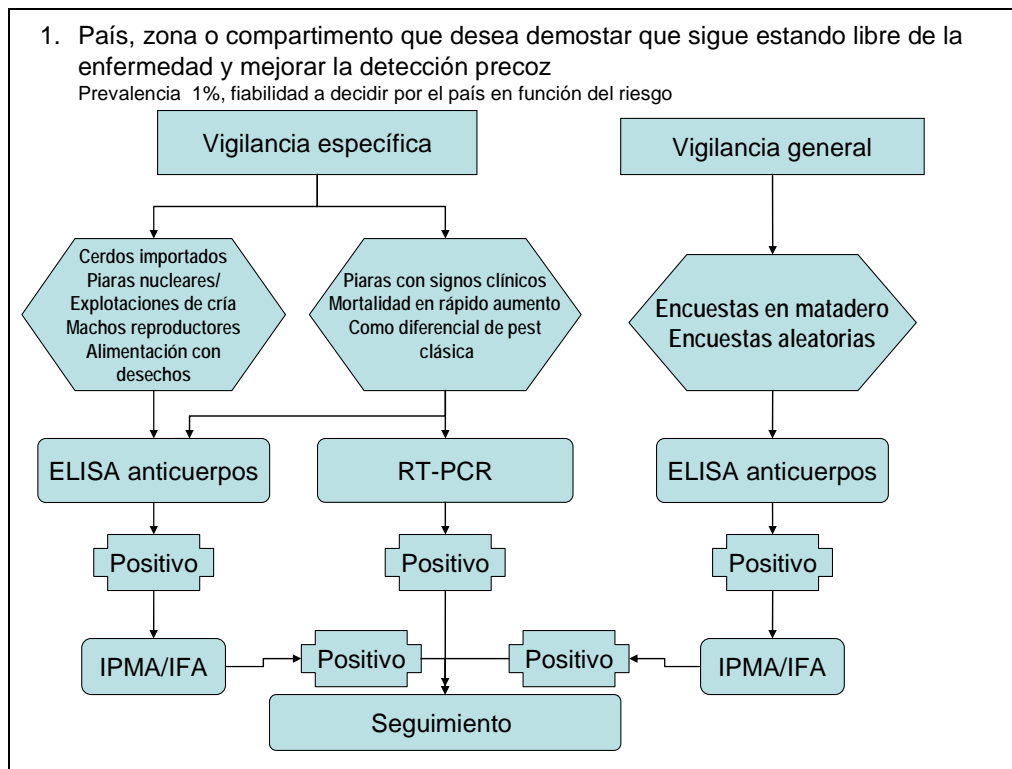 1. País, zona o compartimento que desea demostar que sigue estando libre de la
enfermedad y mejorar la detección precoz
Prevalencia 1%, fiabilidad a decidir por el país en función del riesgo
Vigilancia específica
Vigilancia general
Cerdos importados
Piaras nucleares/
Explotaciones de cría
Machos reproductores
Alimentación con
desechos
Piaras con signos clínicos
Mortalidad en rápido aumento
Como diferencial de pest
clásica
Encuestas en matadero
Encuestas aleatorias
ELISA anticuerpos
RT-PCR
ELISA anticuerpos
Positivo
Positivo
Positivo
IPMA/IFA
Positivo
Positivo
IPMA/IFA
Seguimiento